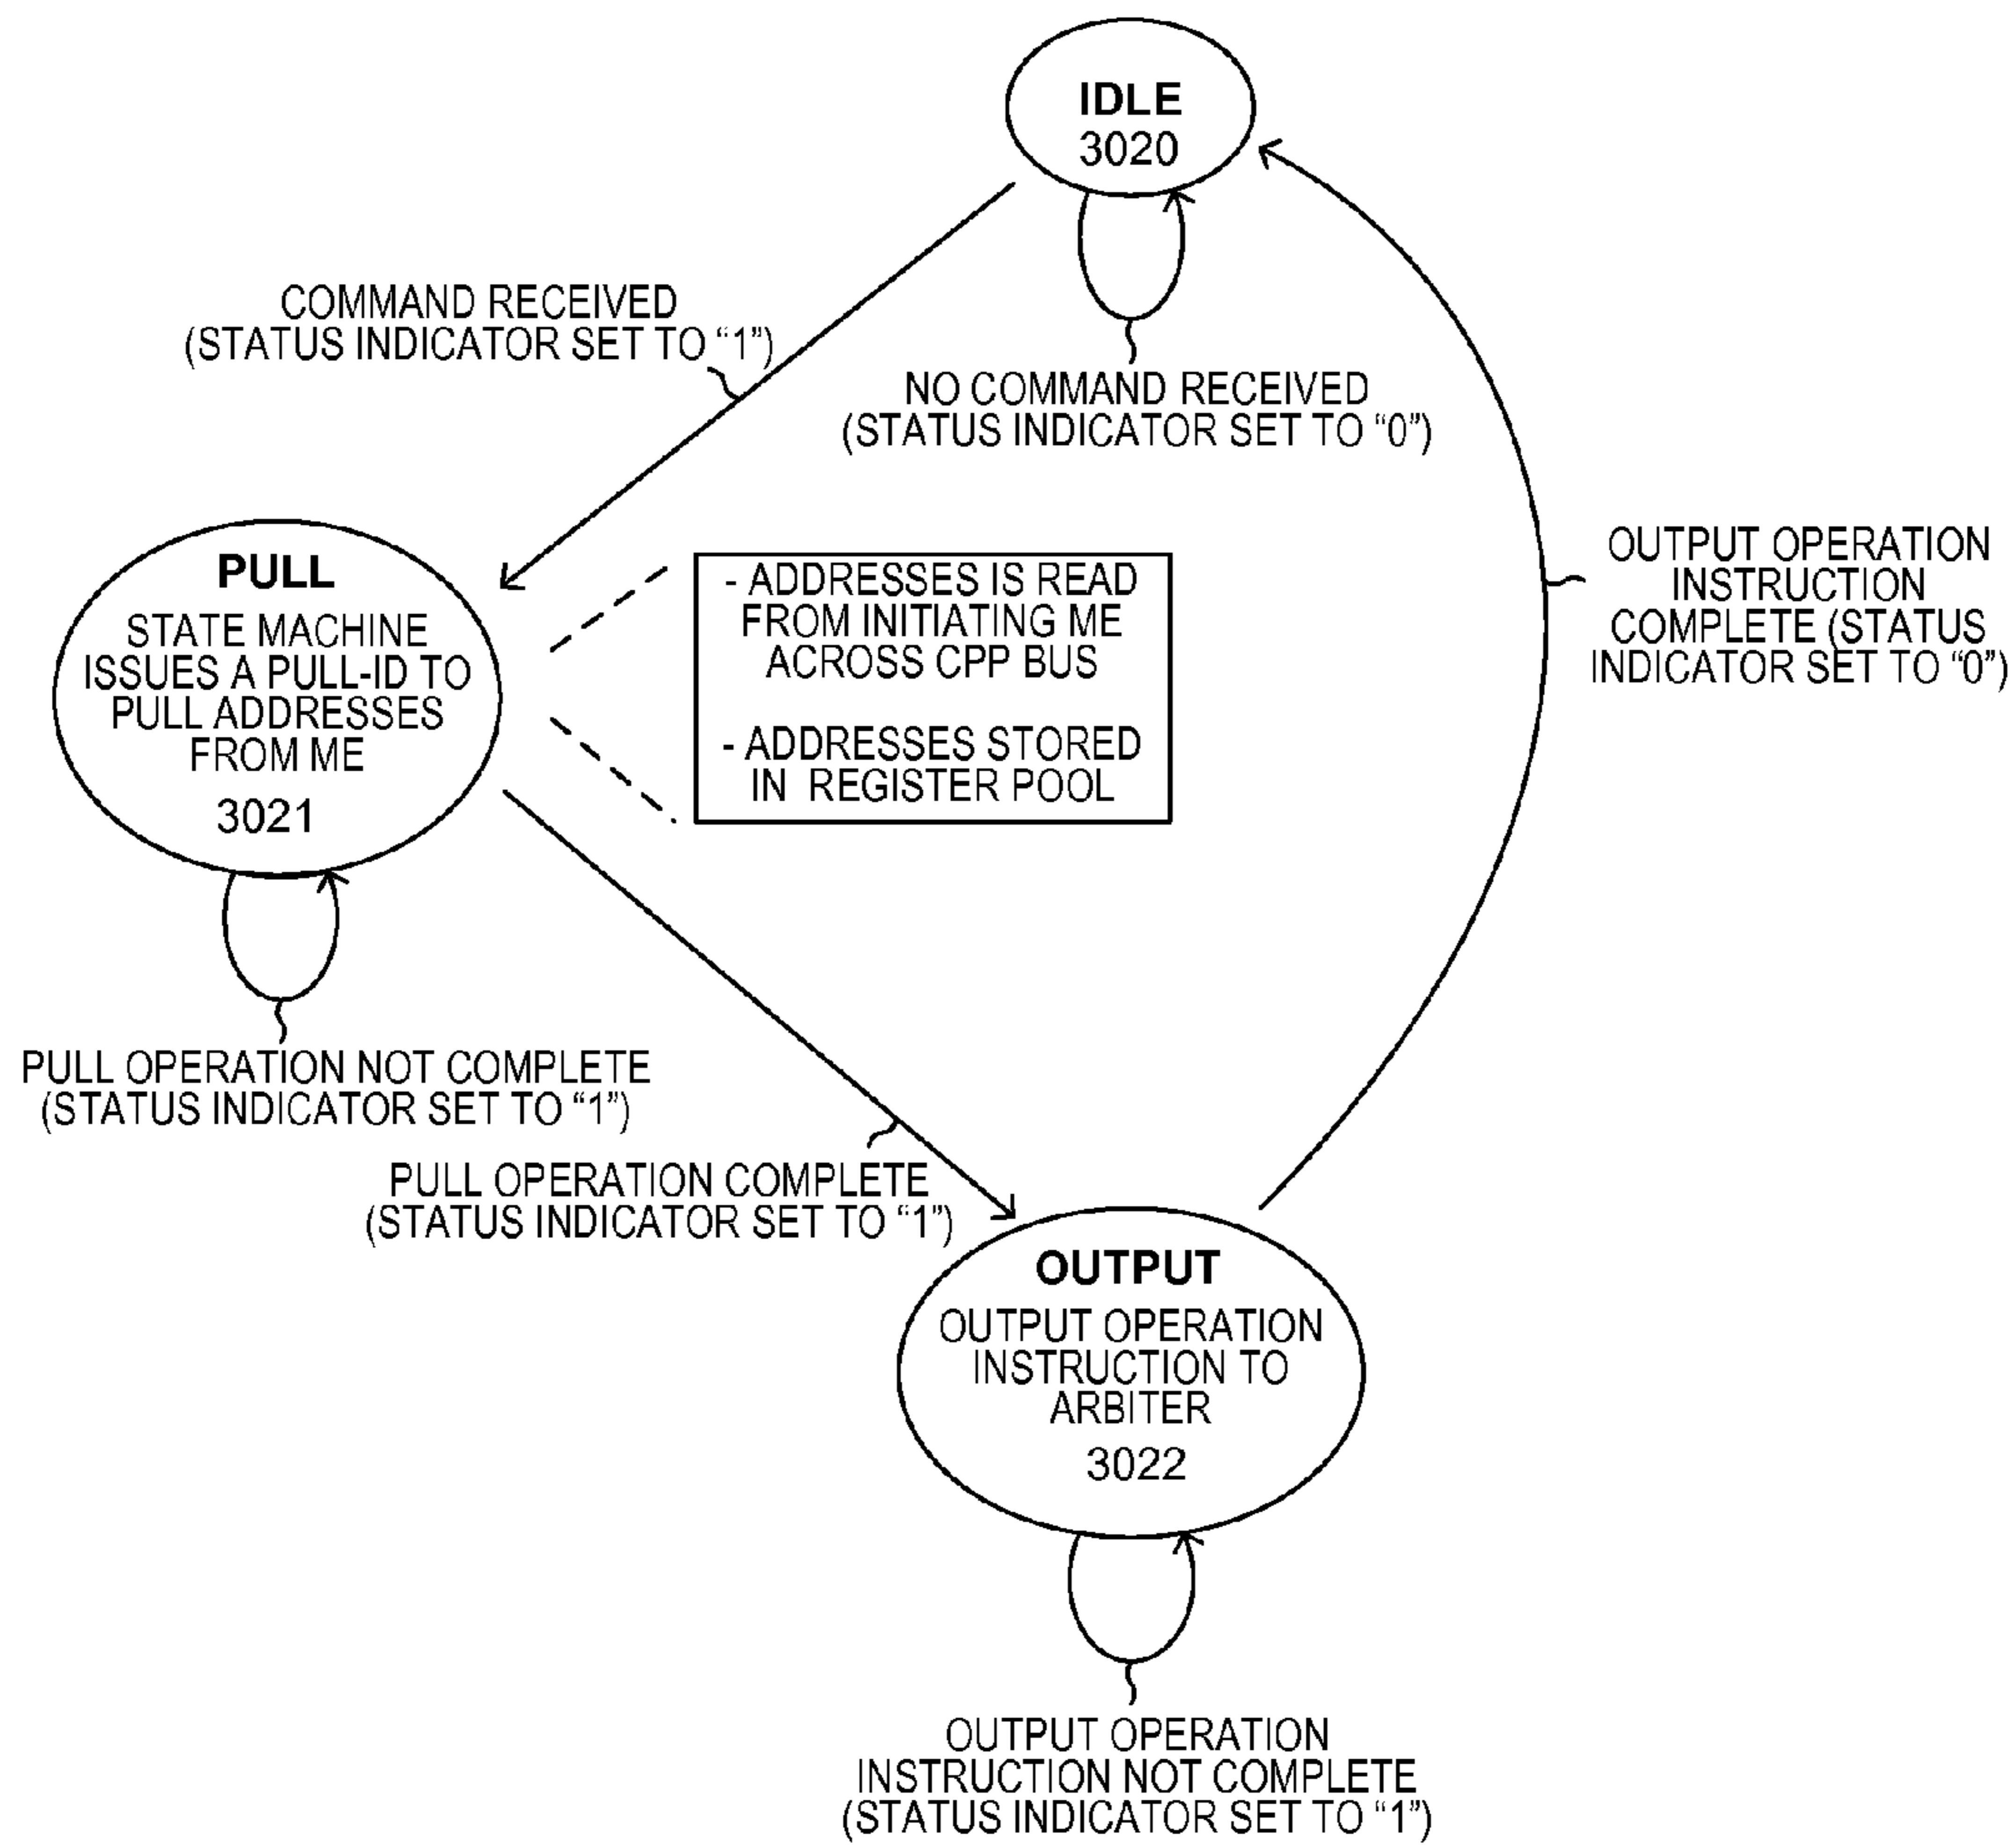 IDLE
3020
COMMAND RECEIVED
(STATUS INDICATOR SET TO “1”)
NO COMMAND RECEIVED
(STATUS INDICATOR SET TO “0”)
PULL
STATE MACHINE
ISSUES A PULL-ID TO
PULL ADDRESSES
FROM ME
3021
- ADDRESSES IS READ
FROM INITIATING ME
ACROSS CPP BUS
- ADDRESSES STORED
IN REGISTER POOL
OUTPUT OPERATION
INSTRUCTION
COMPLETE (STATUS
INDICATOR SET TO “0”)
PULL OPERATION NOT COMPLETE
(STATUS INDICATOR SET TO “1”)
PULL OPERATION COMPLETE
(STATUS INDICATOR SET TO “1”)
OUTPUT
OUTPUT OPERATION
INSTRUCTION TO
ARBITER
3022
OUTPUT OPERATION
INSTRUCTION NOT COMPLETE
(STATUS INDICATOR SET TO “1”)